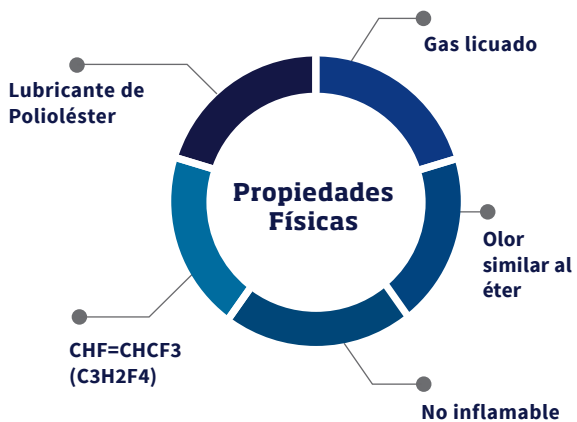 Propiedades
Físicas
Gas licuado
Olor
similar al
éter
No inflamable
CHF=CHCF3
(C3H2F4)
Lubricante de
Polioléster